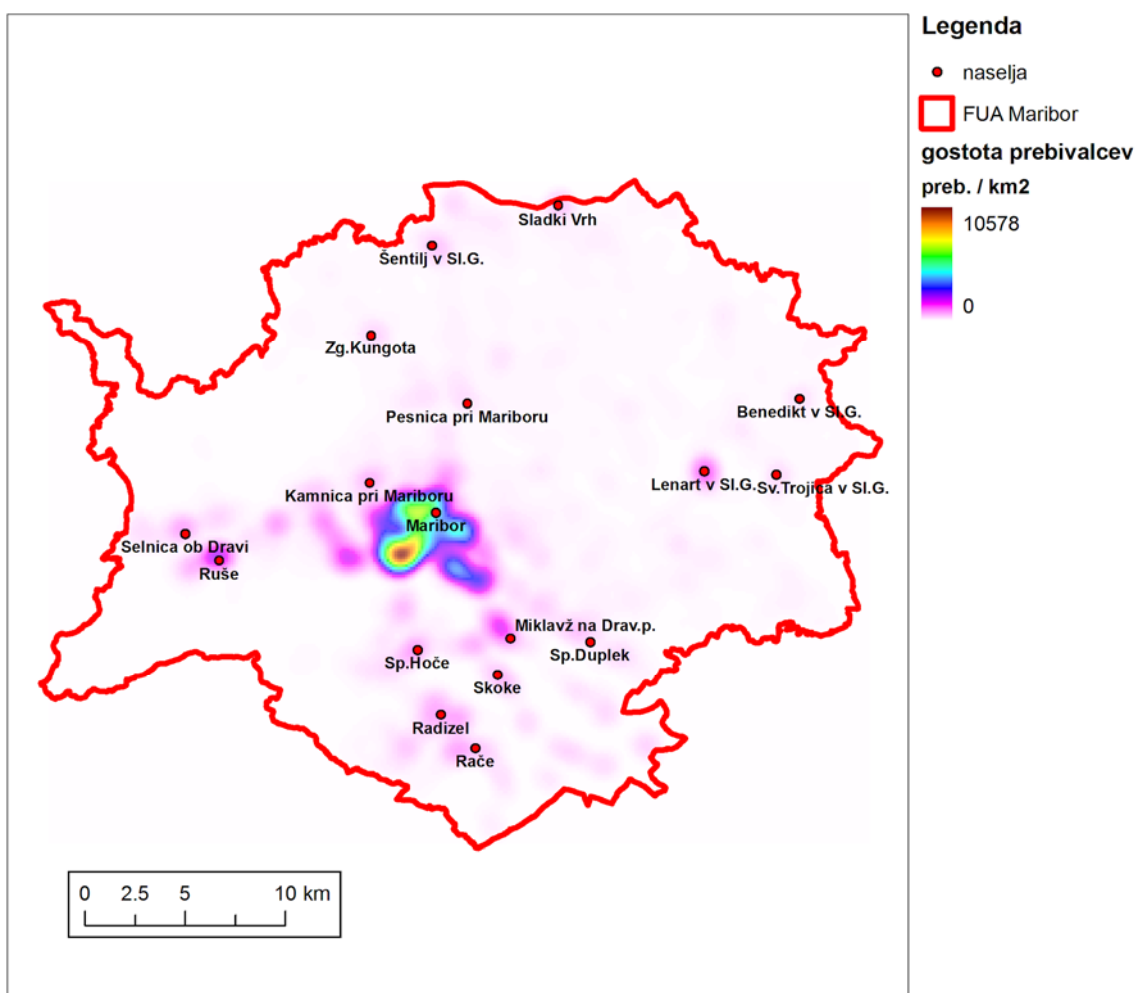 Legenda
naselja
FUA Maribor
gostota prebivalcev
preb. / km2
10578
0
Sladki Vrh
Šentilj v Sl.G.
Zg.Kungota
Pesnica pri Mariboru
Benedikt v Sl.G.
Lenart v Sl.G.
Sv.Trojica v Sl.G.
Kamnica pri Mariboru
Maribor
Selnica ob Dravi
Ruše
Miklavž na Drav.p.
Sp.Duplek
Sp.Hoče
Skoke
Radizel
Rače
0 2.5 5 10 km